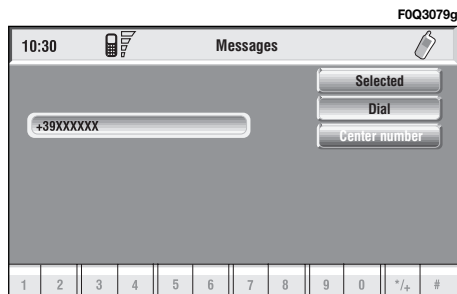 F0Q3079g
10:30 Messages
Selected
Dial
+39XXXXXX
Center number
1 2 3 4 5 6 7 8 9 0 */+ #